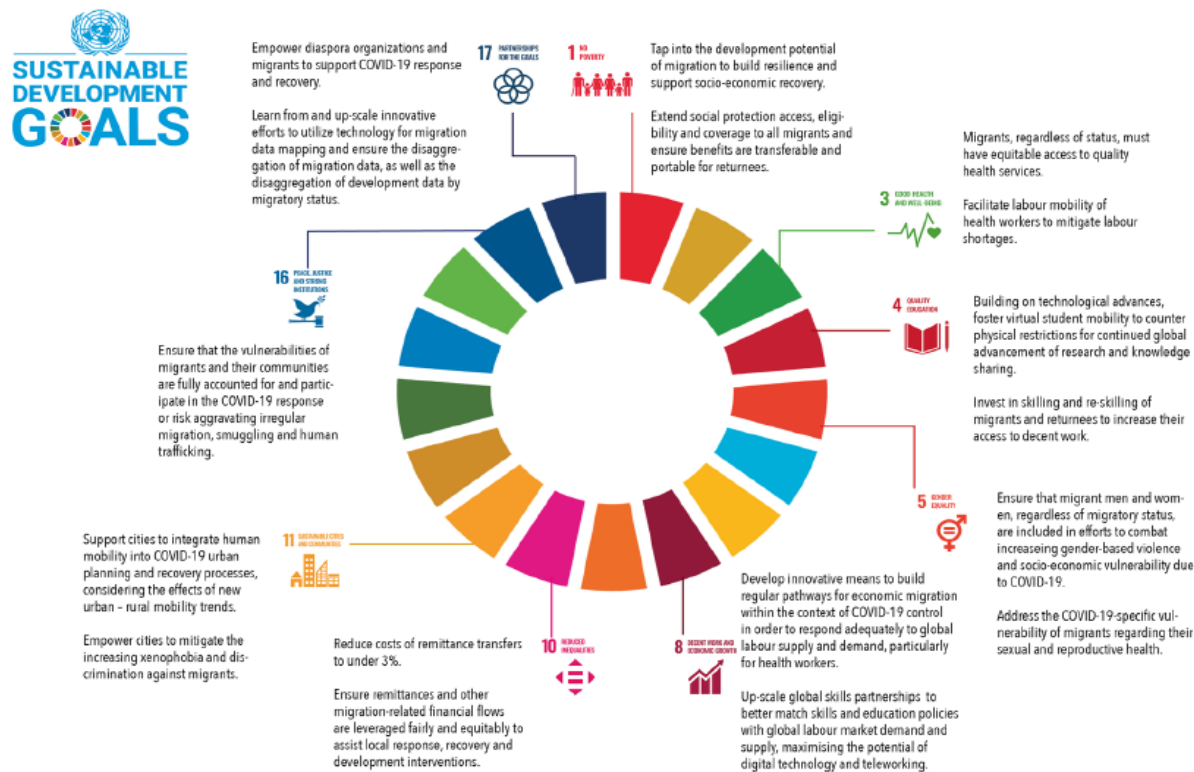 SUSTAINABLE
DEVELOPMENT
GOALS
Empower diaspora organizations and
migrants to support COVID-19 response
and recovery.
Learn from and up-scale innovative
efforts to utilize technology for migration
data mapping and ensure the disaggre-
gation of migration data, as well as the
disaggregation of development data by
migratory status.
17 PARTNERSHIPS
FOR THE GOALS
1 NO
POVERTY
Tap into the development potential
of migration to build resilience and
support socio-economic recovery.
Extend social protection access, eligi-
bility and coverage to all migrants and
ensure benefits are transferable and
portable for returnees.
3 GOOD HEALTH
AND WELL-BEING
Migrants, regardless of status, must
have equitable access to quality
health services.
Facilitate labour mobility of
health workers to mitigate labour
shortages.
4 QUALITY
EDUCATION
Building on technological advances,
foster virtual student mobility to counter
physical restrictions for continued global
advancement of research and knowledge
sharing.
Invest in skilling and re-skilling of
migrants and returnees to increase their
access to decent work.
5 GENDER
EQUALITY
Ensure that migrant men and wom-
en, regardless of migratory status,
are included in efforts to combat
increaseing gender-based violence
and socio-economic vulnerability due
to COVID-19.
Address the COVID-19-specific vul-
nerability of migrants regarding their
sexual and reproductive health.
8 DECENT WORK AND
ECONOMIC GROWTH
Develop innovative means to build
regular pathways for economic migration
within the context of COVID-19 control
in order to respond adequately to global
labour supply and demand, particularly
for health workers.
Up-scale global skills partnerships to
better match skills and education policies
with global labour market demand and
supply, maximising the potential of
digital technology and teleworking.
10 REDUCED
INEQUALITIES
Reduce costs of remittance transfers
to under 3%.
Ensure remittances and other
migration-related financial flows
are leveraged fairly and equitably to
assist local response, recovery and
development interventions.
11 SUSTAINABLE CITIES
AND COMMUNITIES
Support cities to integrate human
mobility into COVID-19 urban
planning and recovery processes,
considering the effects of new
urban – rural mobility trends.
Empower cities to mitigate the
increasing xenophobia and dis-
crimination against migrants.
16 PEACE, JUSTICE
AND STRONG
INSTITUTIONS
Ensure that the vulnerabilities of
migrants and their communities
are fully accounted for and partic-
ipate in the COVID-19 response
or risk aggravating irregular
migration, smuggling and human
trafficking.